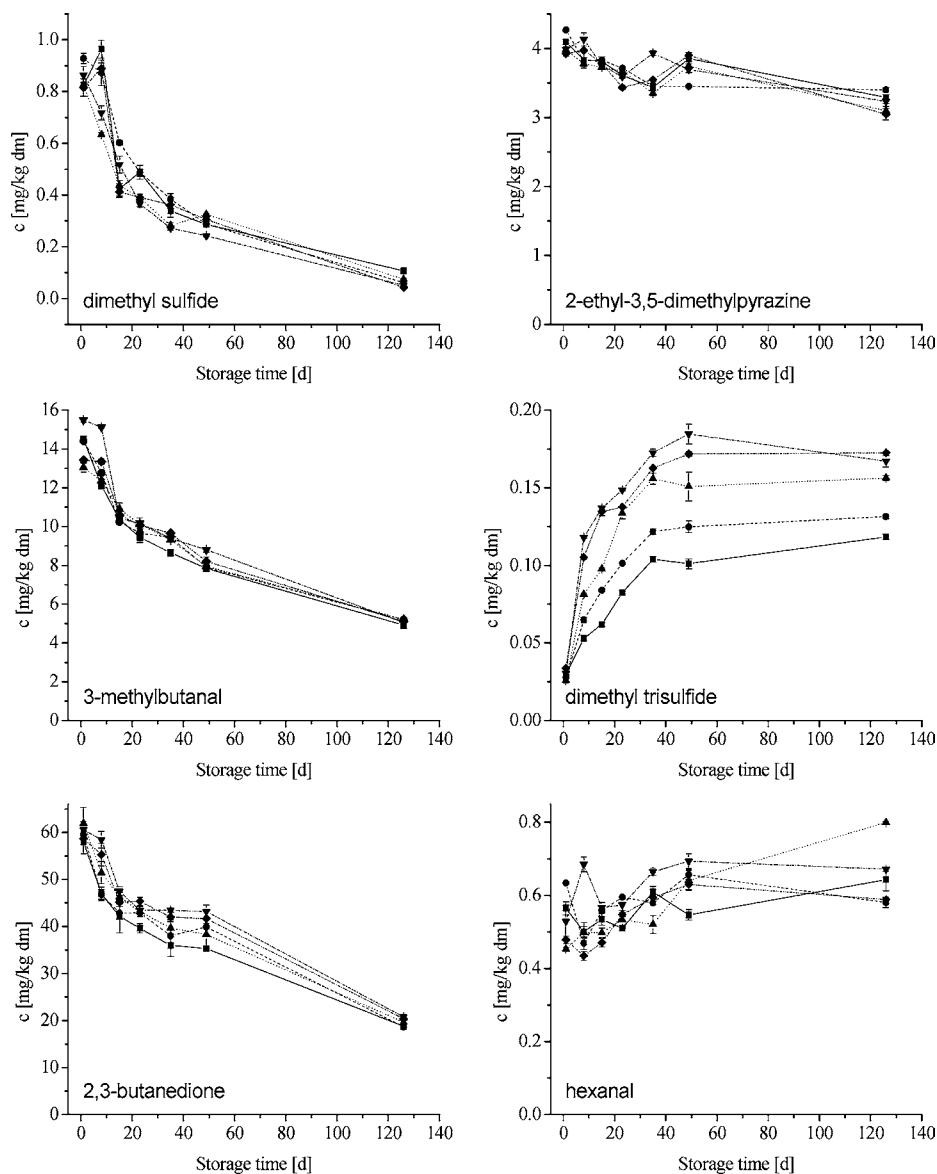 1.0
0.8
0.6
0.4
0.2
0.0
c [mg/kg dm]
dimethyl sulfide
0 20 40 60 80 100 120 140
Storage time [d]
4
3
2
1
0
c [mg/kg dm]
2-ethyl-3,5-dimethylpyrazine
0 20 40 60 80 100 120 140
Storage time [d]
16
14
12
10
8
6
4
2
0
c [mg/kg dm]
3-methylbutanal
0 20 40 60 80 100 120 140
Storage time [d]
0.20
0.15
0.10
0.05
0.00
c [mg/kg dm]
dimethyl trisulfide
0 20 40 60 80 100 120 140
Storage time [d]
60
50
40
30
20
10
0
c [mg/kg dm]
2,3-butanedione
0 20 40 60 80 100 120 140
Storage time [d]
0.8
0.6
0.4
0.2
0.0
c [mg/kg dm]
hexanal
0 20 40 60 80 100 120 140
Storage time [d]